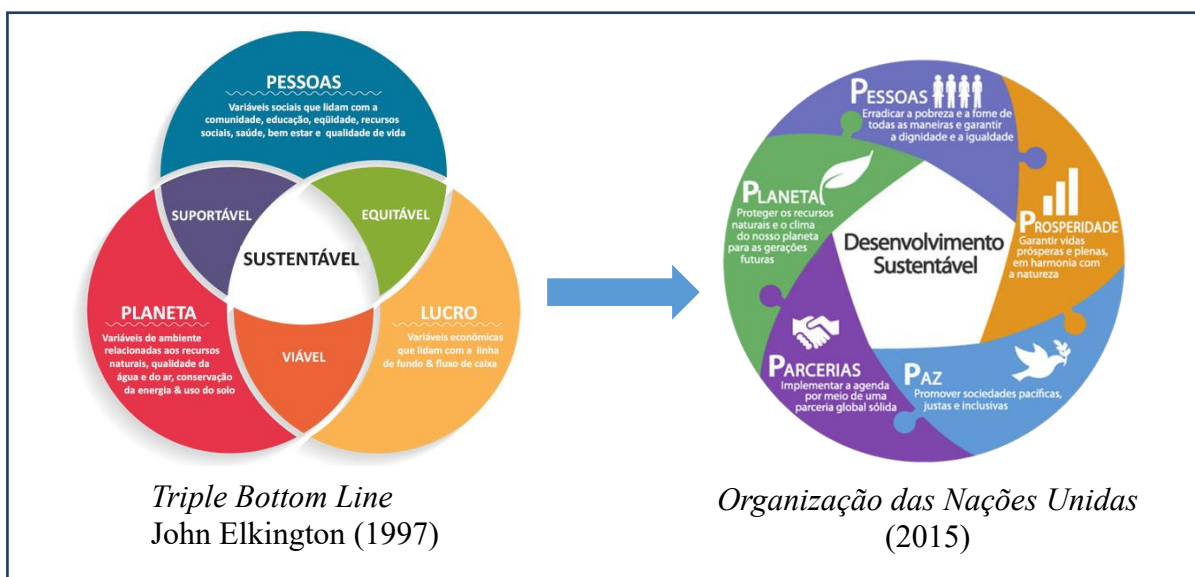 PESSOAS
Variáveis sociais que lidam com a
comunidade, educação, eqüidade, recursos
sociais, saúde, bem estar e qualidade de vida
SUPORTÁVEL
EQUITÁVEL
SUSTENTÁVEL
PLANETA
Variáveis de ambiente
relacionadas aos recursos
naturais, qualidade da
água e do ar, conservação
da energia & uso do solo
VIÁVEL
LUCRO
Variáveis econômicas
que lidam com a linha
de fundo & fluxo de caixa
Triple Bottom Line
John Elkington (1997)
PESSOAS
Erradicar a pobreza e a fome de
todas as maneiras e garantir
a dignidade e a igualdade
PLANETA
Proteger os recursos
naturais e o clima
do nosso planeta
para as gerações
futuras
PROSPERIDADE
Garantir vidas
prósperas e plenas,
em harmonia com
a natureza
Desenvolvimento
Sustentável
PARCERIAS
Implementar a agenda
por meio de uma
parceria global sólida
PAZ
Promover sociedades pacíficas,
justas e inclusivas
Organização das Nações Unidas
(2015)